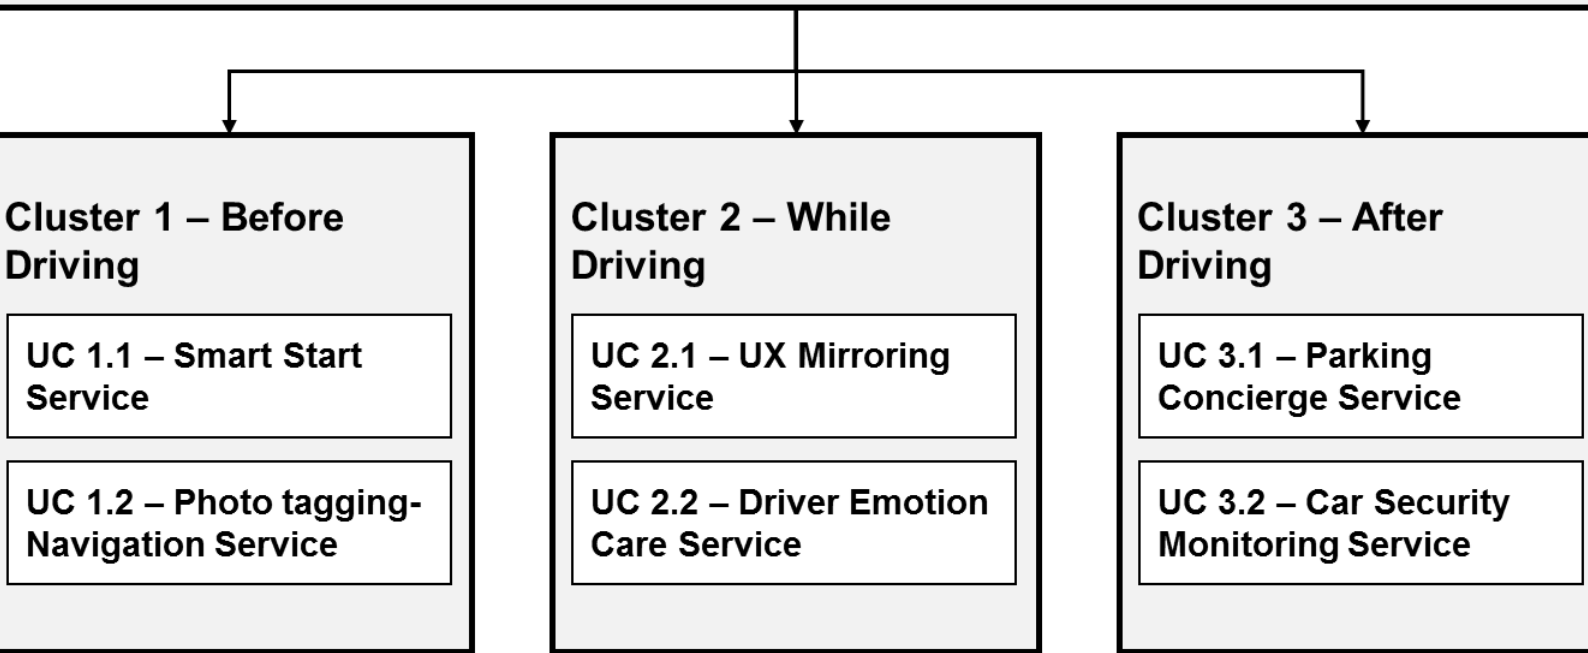 Cluster 1 – Before
Driving
UC 1.1 – Smart Start
Service
UC 1.2 – Photo tagging-
Navigation Service
Cluster 2 – While
Driving
UC 2.1 – UX Mirroring
Service
UC 2.2 – Driver Emotion
Care Service
Cluster 3 – After
Driving
UC 3.1 – Parking
Concierge Service
UC 3.2 – Car Security
Monitoring Service